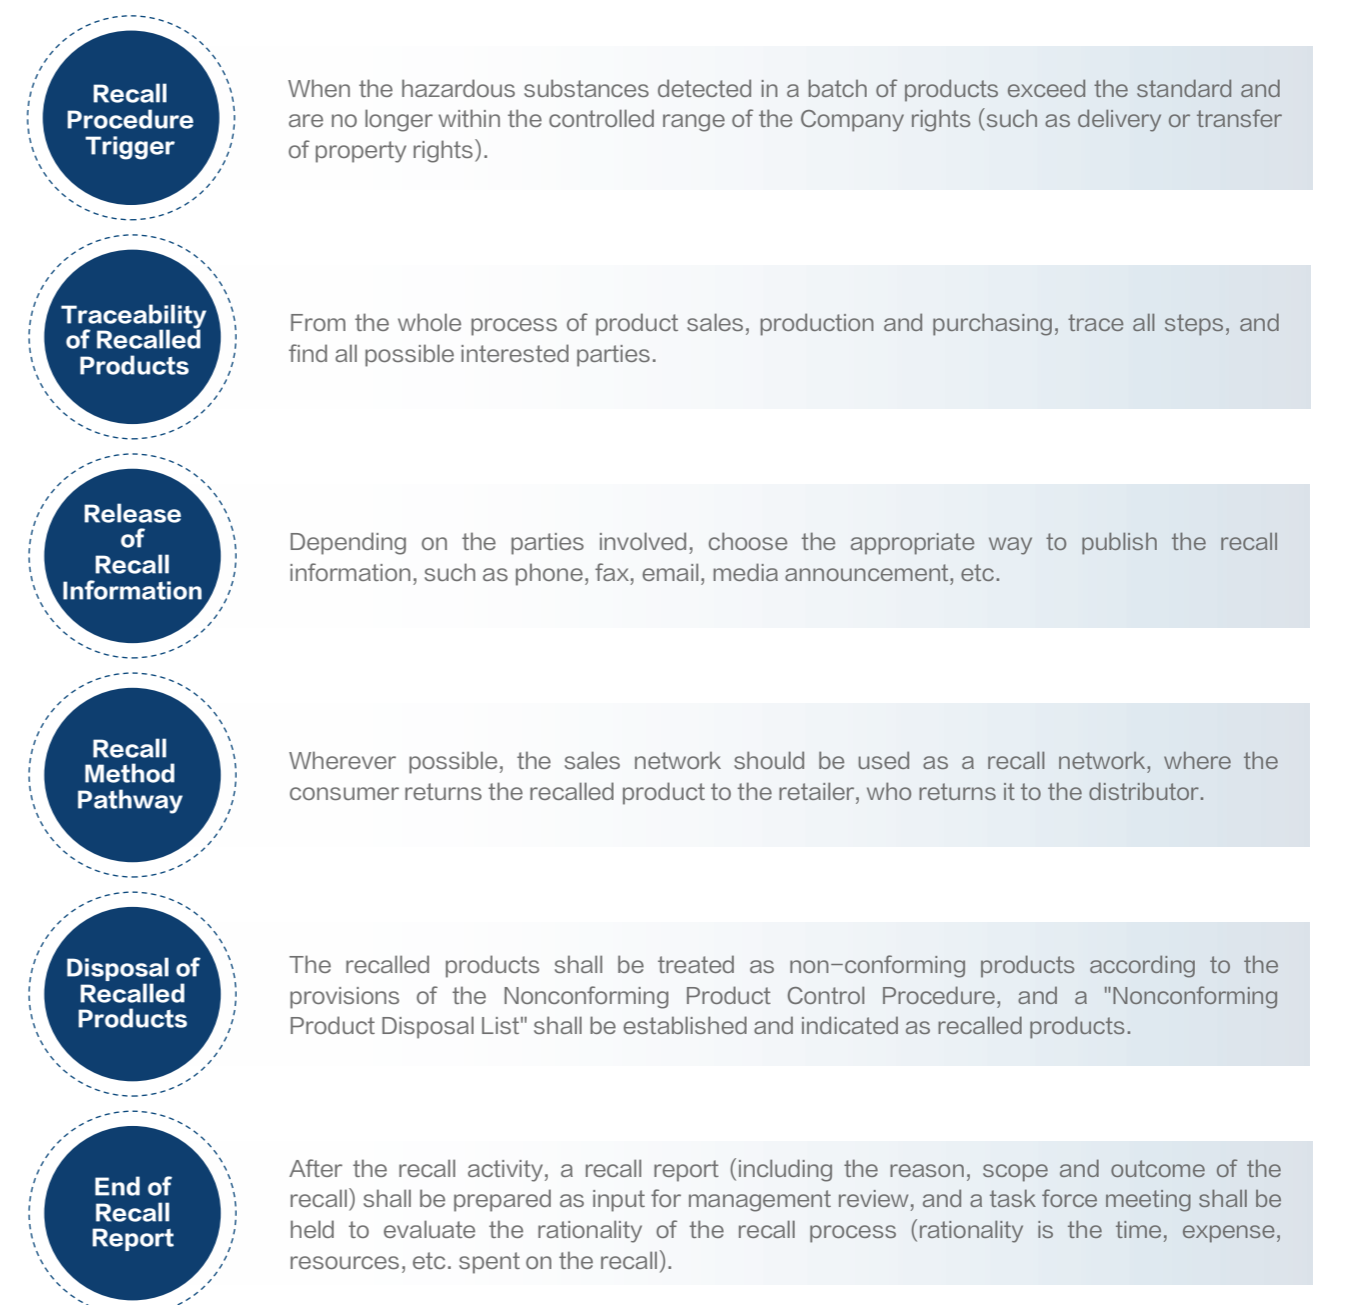 Recall
Procedure
Trigger
When the hazardous substances detected in a batch of products exceed the standard and
are no longer within the controlled range of the Company rights (such as delivery or transfer
of property rights).
Traceability
of Recalled
Products
From the whole process of product sales, production and purchasing, trace all steps, and
find all possible interested parties.
Release
of
Recall
Information
Depending on the parties involved, choose the appropriate way to publish the recall
information, such as phone, fax, email, media announcement, etc.
Recall
Method
Pathway
Wherever possible, the sales network should be used as a recall network, where the
consumer returns the recalled product to the retailer, who returns it to the distributor.
Disposal of
Recalled
Products
The recalled products shall be treated as non-conforming products according to the
provisions of the Nonconforming Product Control Procedure, and a "Nonconforming
Product Disposal List" shall be established and indicated as recalled products.
End of
Recall
Report
After the recall activity, a recall report (including the reason, scope and outcome of the
recall) shall be prepared as input for management review, and a task force meeting shall be
held to evaluate the rationality of the recall process (rationality is the time, expense,
resources, etc. spent on the recall).